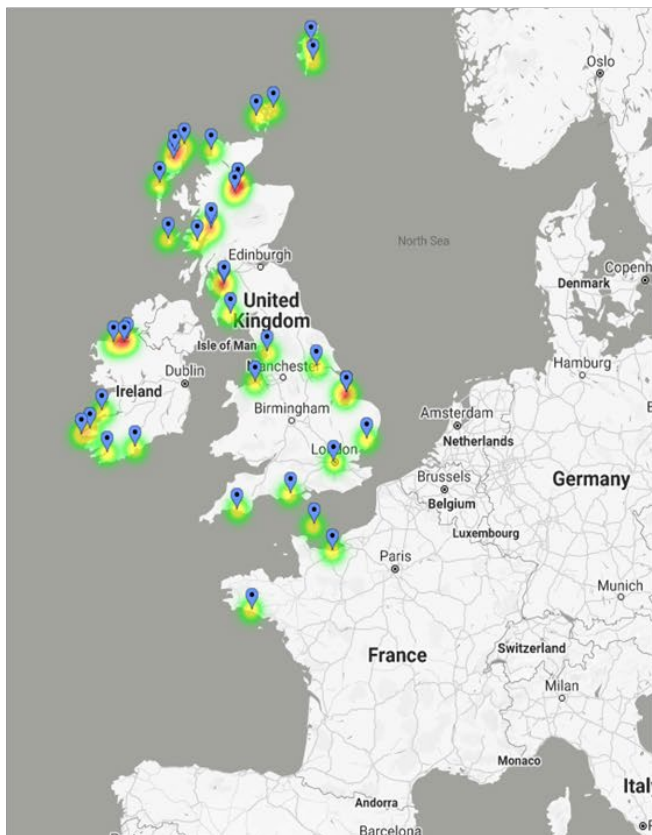 Oslo
North Sea
Edinburgh
Denmark
Copenh
United
Kingdom
Isle of Man
Hamburg
Dublin
Manchester
Ireland
Birmingham
Amsterdam
Netherlands
London
Germany
Brussels
Belgium
Luxembourg
Paris
Munich
France
Switzerland
Milan
Monaco
Ital
Andorra
Barcelona